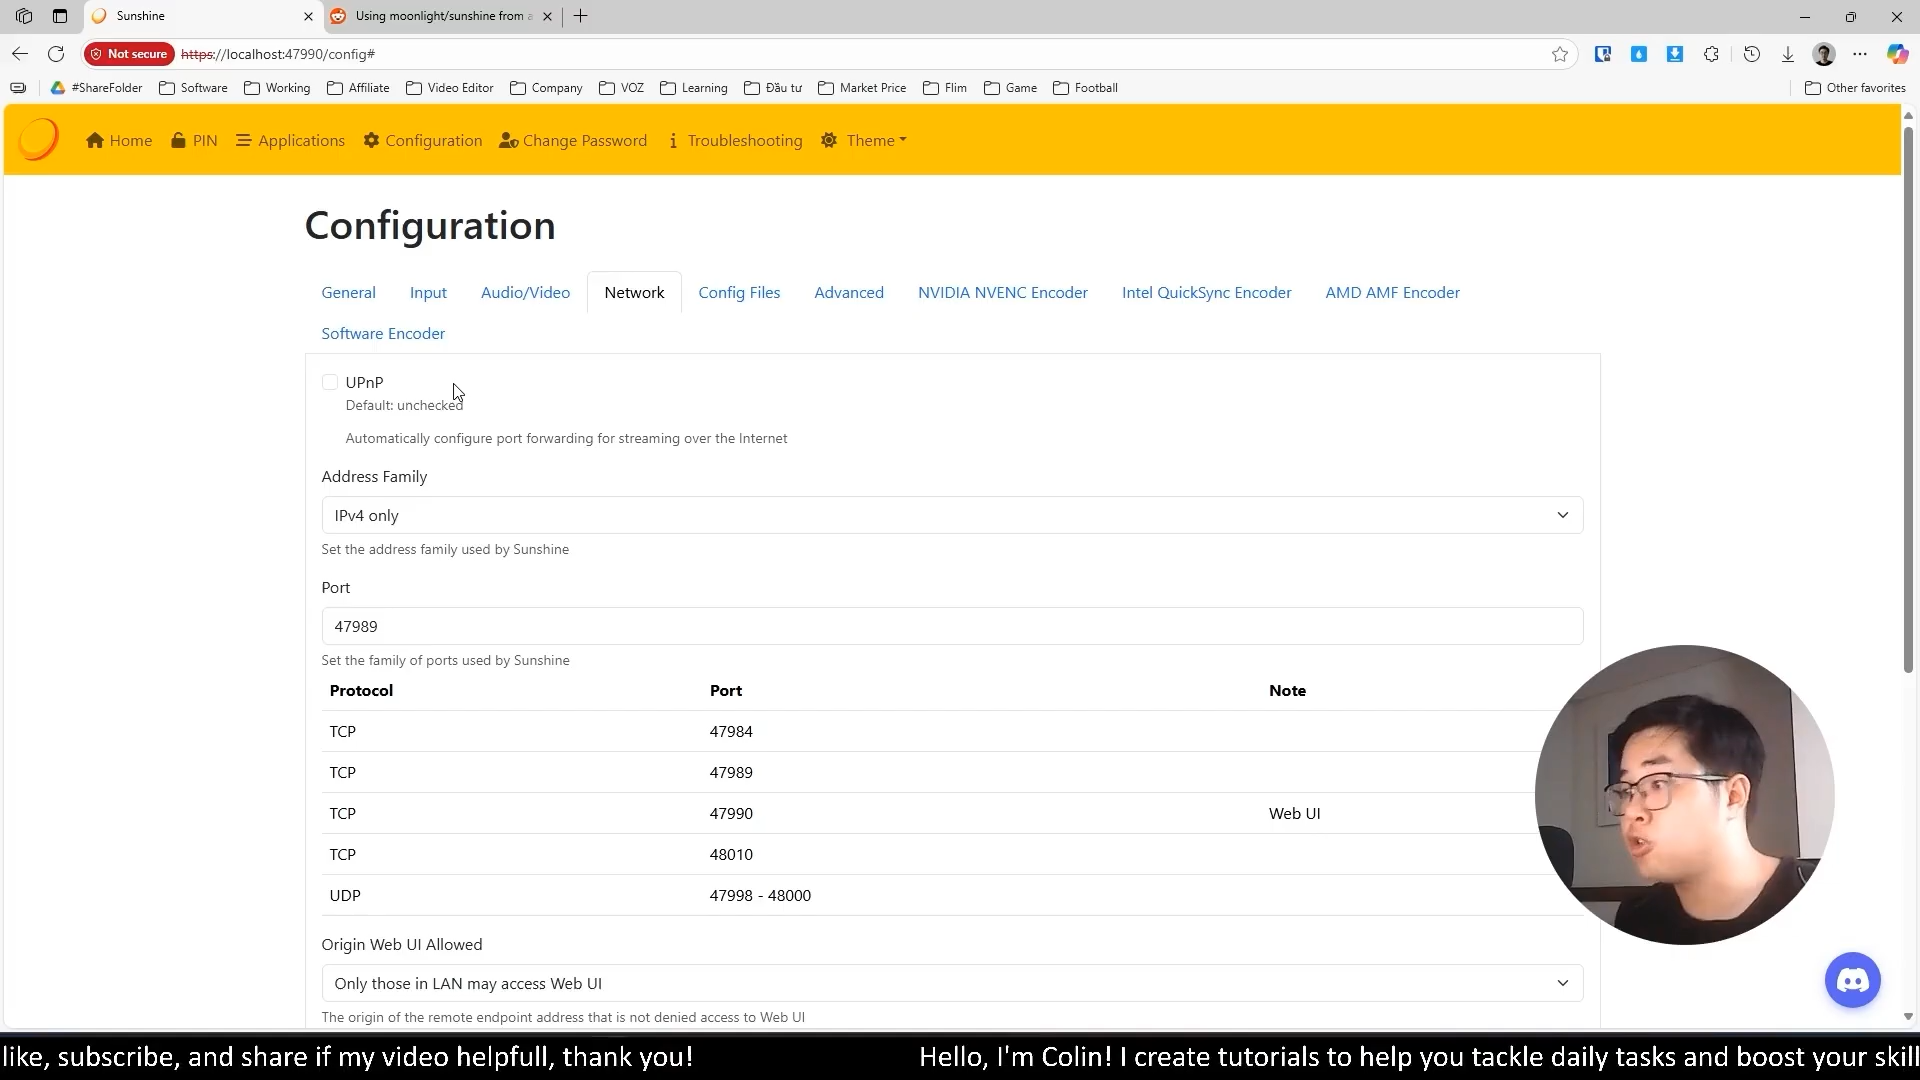 Sunshine
Using moonlight/sunshine from a
Not secure
https://localhost:47990/config#
#ShareFolder
Software
Working
Affiliate
Video Editor
Company
VOZ
Learning
Đầu tư
Market Price
Flim
Game
Football
Other favorites
Home
PIN
Applications
Configuration
Change Password
Troubleshooting
Theme
Configuration
General
Input
Audio/Video
Network
Config Files
Advanced
NVIDIA NVENC Encoder
Intel QuickSync Encoder
AMD AMF Encoder
Software Encoder
UPnP
Default: unchecked
Automatically configure port forwarding for streaming over the Internet
Address Family
IPv4 only
Set the address family used by Sunshine
Port
47989
Set the family of ports used by Sunshine
Protocol Port Note
TCP 47984
TCP 47989
TCP 47990 Web UI
TCP 48010
UDP 47998 - 48000
Origin Web UI Allowed
Only those in LAN may access Web UI
The origin of the remote endpoint address that is not denied access to Web UI
like, subscribe, and share if my video helpfull, thank you! Hello, I'm Colin! I create tutorials to help you tackle daily tasks and boost your skill